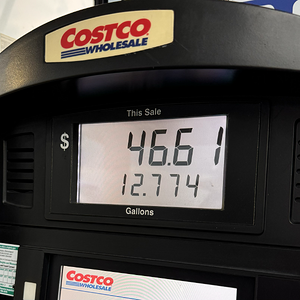 COSTCO
WHOLESALE
This Sale
$ 46.61
12.774
Gallons
COSTCO
WHOLESALE